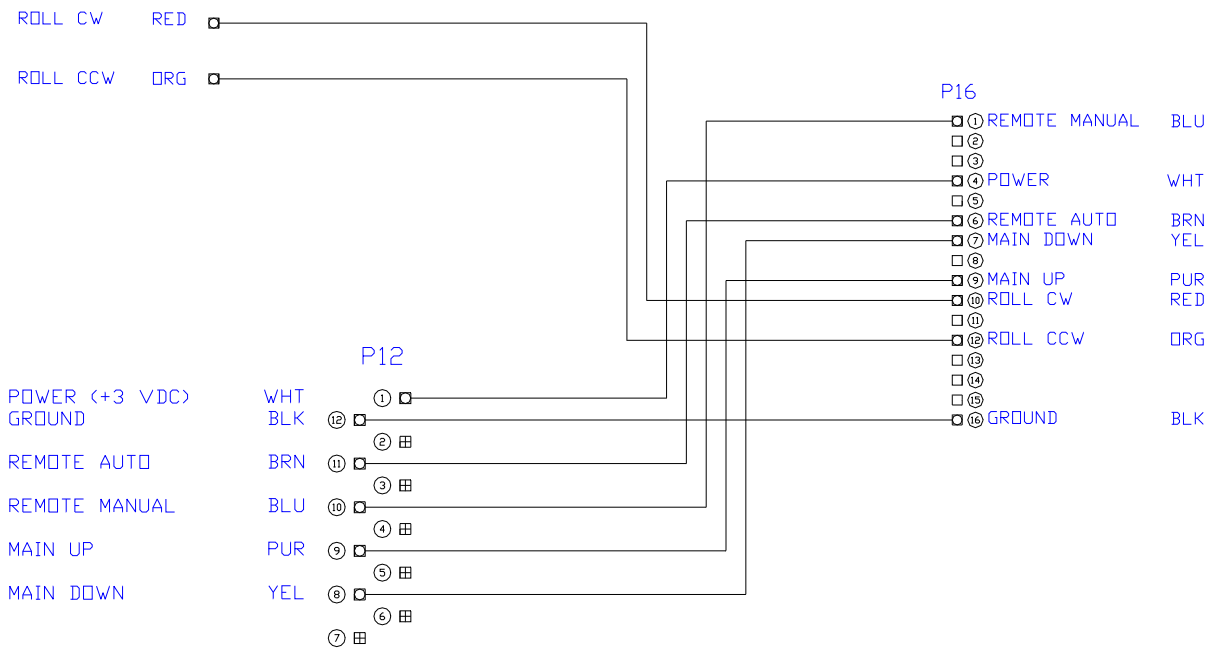 ROLL CW RED
ROLL CCW ORG
P16
1 REMOTE MANUAL BLU
2
3
4 POWER WHT
5
6 REMOTE AUTO BRN
7 MAIN DOWN YEL
8
9 MAIN UP PUR
10 ROLL CW RED
11
12 ROLL CCW ORG
13
14
15
16 GROUND BLK
P12
POWER (+3 VDC) WHT 1
GROUND BLK 12
2
REMOTE AUTO BRN 11
3
REMOTE MANUAL BLU 10
4
MAIN UP PUR 9
5
MAIN DOWN YEL 8
6
7